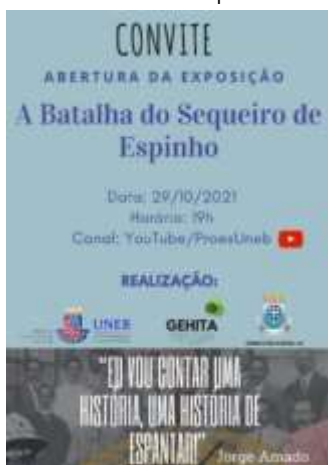 CONVITE
ABERTURA DA EXPOSIÇÃO
A Batalha do Sequeiro de
Espinho
Data: 29/10/2021
Horário: 19h
Canal: YouTube/ProexUneb
REALIZAÇÃO:
UNEB
GEHITA
"EU VOU CONTAR UMA
HISTÓRIA, UMA HISTÓRIA DE
ESPANTAR!"
Jorge Amado